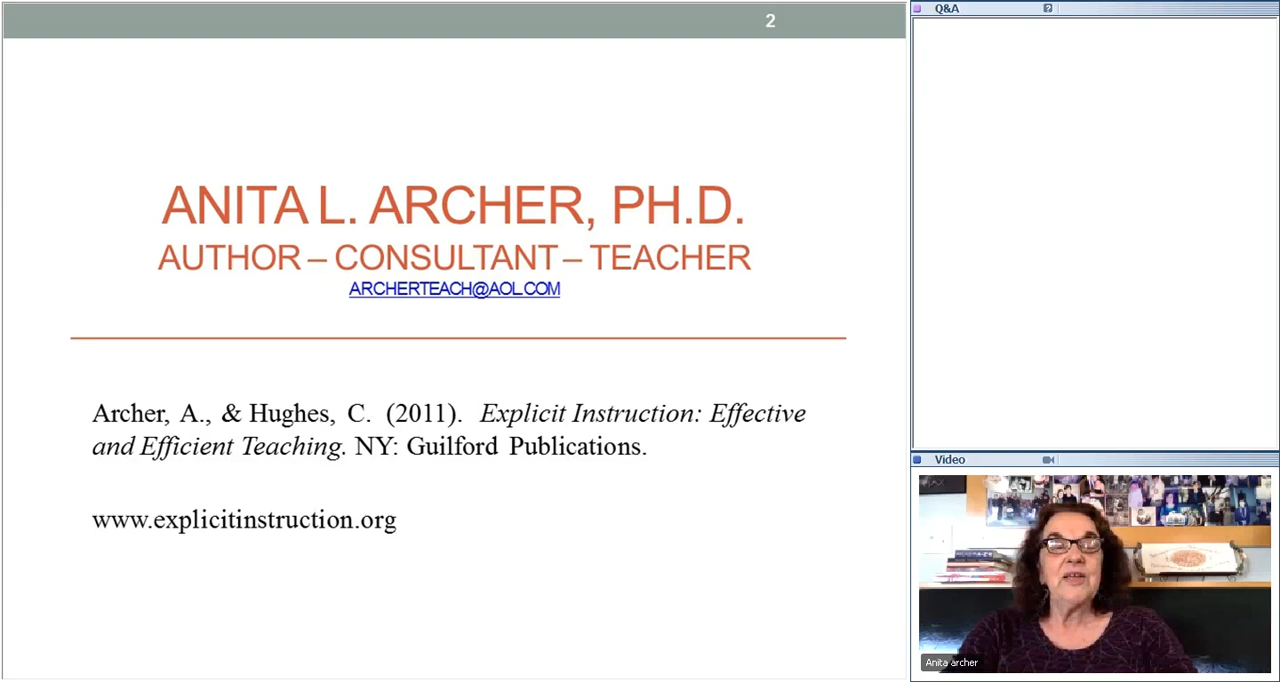 2
ANITA L. ARCHER, PH.D.
AUTHOR – CONSULTANT – TEACHER
ARCHERTEACH@AOL.COM
Archer, A., & Hughes, C. (2011). Explicit Instruction: Effective
and Efficient Teaching. NY: Guilford Publications.
www.explicitinstruction.org
Q&A
?
Video
Anita archer